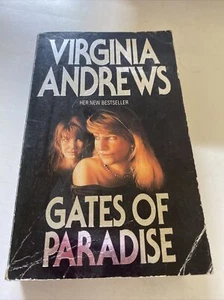 VIRGINIA
ANDREWS
HER NEW BESTSELLER
GATES OF
PARADISE